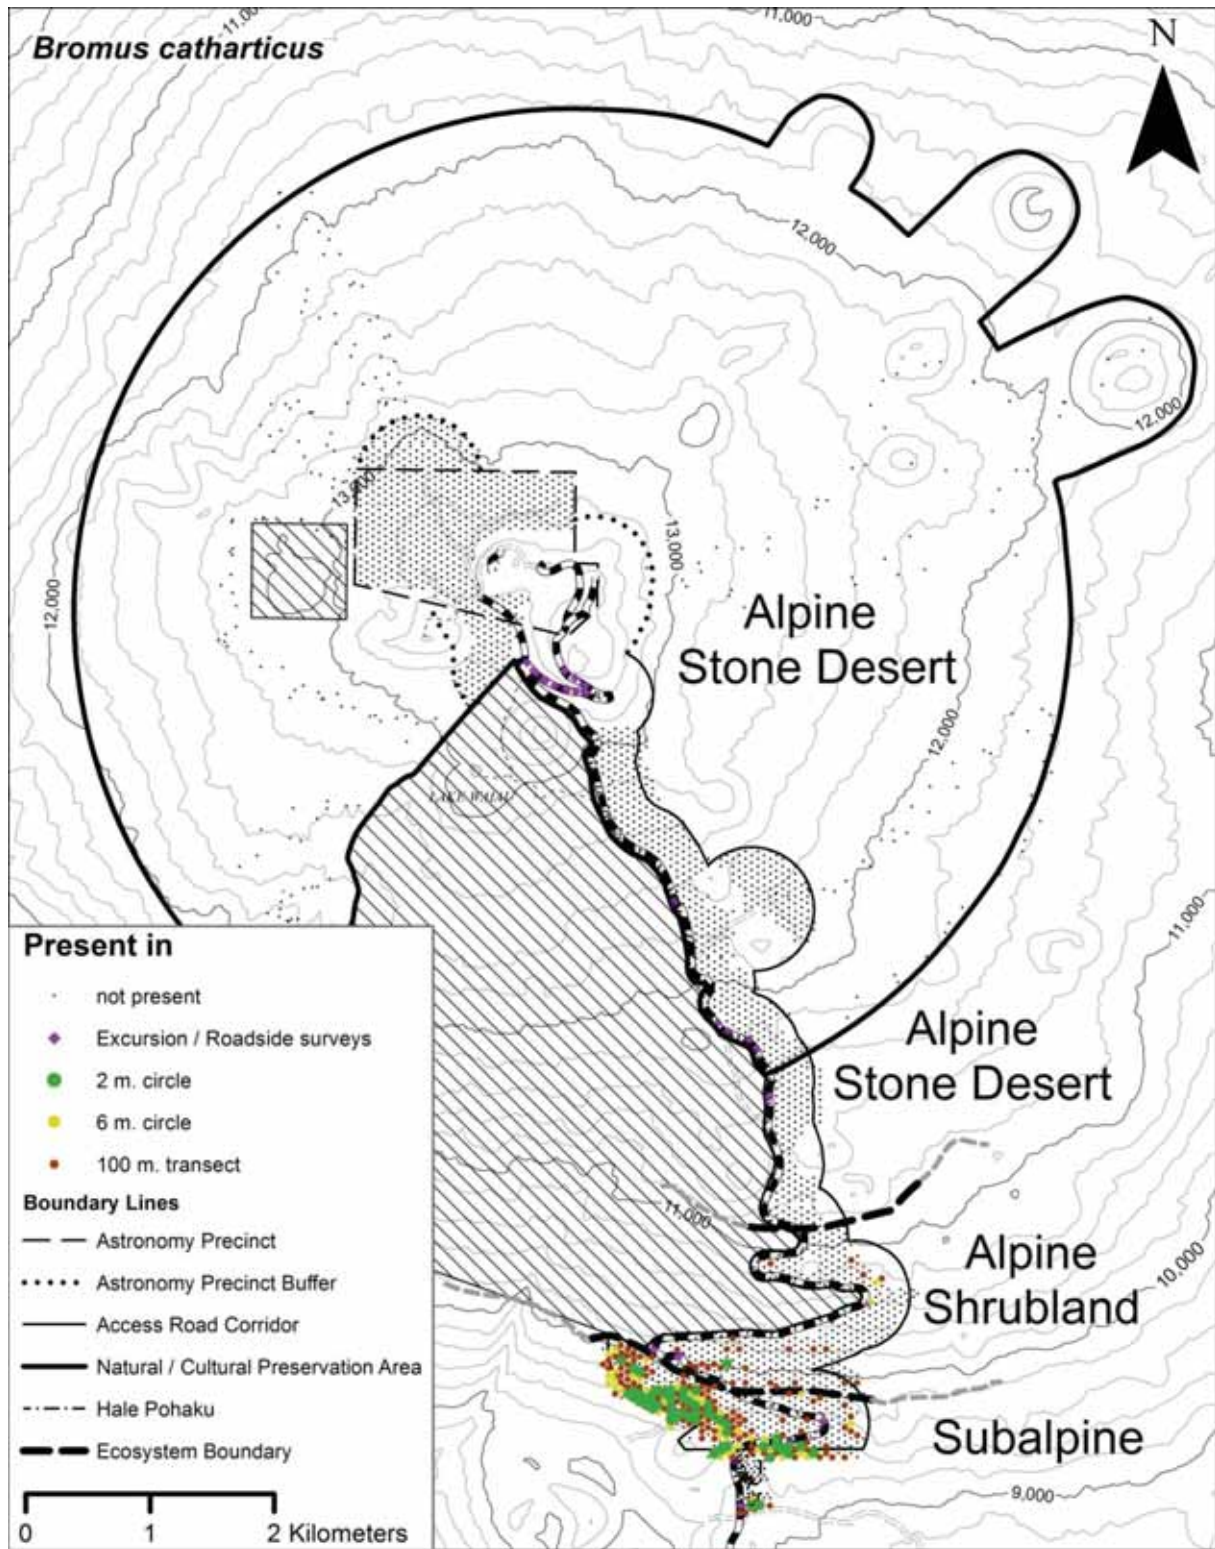 11,000
11,000
Bromus catharticus
N
12,000
12,000
13,000
13,000
12,000
Alpine
Stone Desert
12,000
LAKE WAIAU
11,000
Present in
not present
Excursion / Roadside surveys
2 m. circle
6 m. circle
100 m. transect
Boundary Lines
Astronomy Precinct
Astronomy Precinct Buffer
Access Road Corridor
Natural / Cultural Preservation Area
Hale Pohaku
Ecosystem Boundary
0 1 2 Kilometers
Alpine
Stone Desert
11,000
Alpine
Shrubland
10,000
Subalpine
9,000